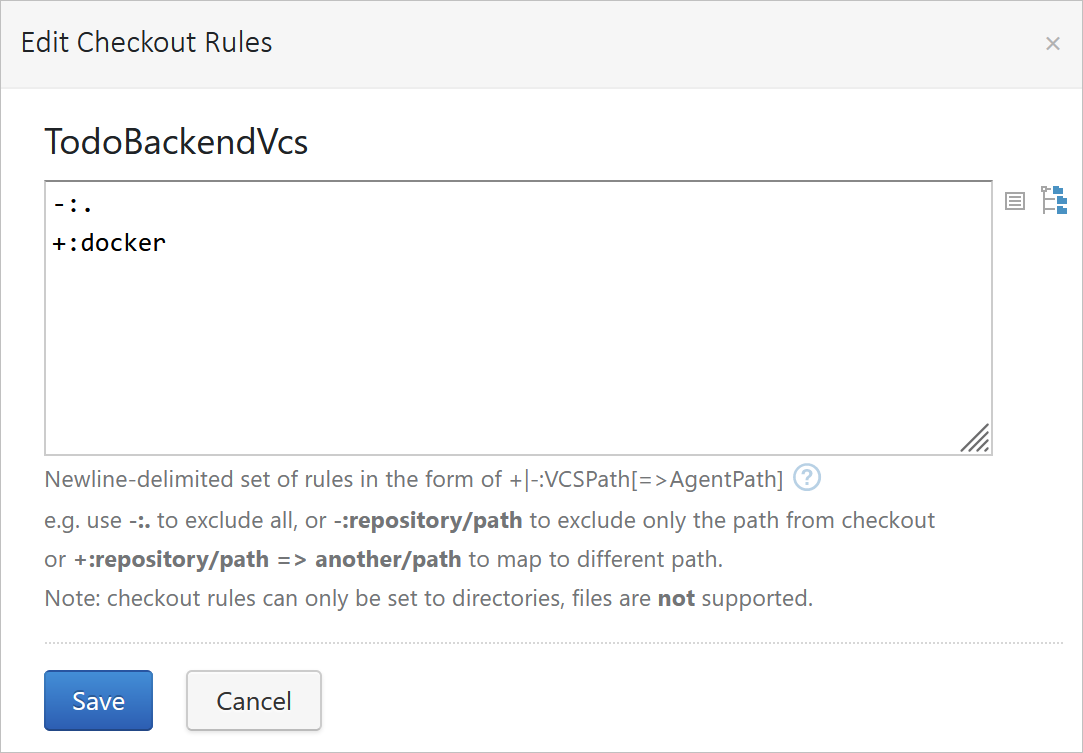 Edit Checkout Rules
×
TodoBackendVcs
-:.
+:docker
Newline-delimited set of rules in the form of +|-:VCSPath[=>AgentPath] ?
e.g. use -:. to exclude all, or -:repository/path to exclude only the path from checkout
or +:repository/path => another/path to map to different path.
Note: checkout rules can only be set to directories, files are not supported.
Save Cancel